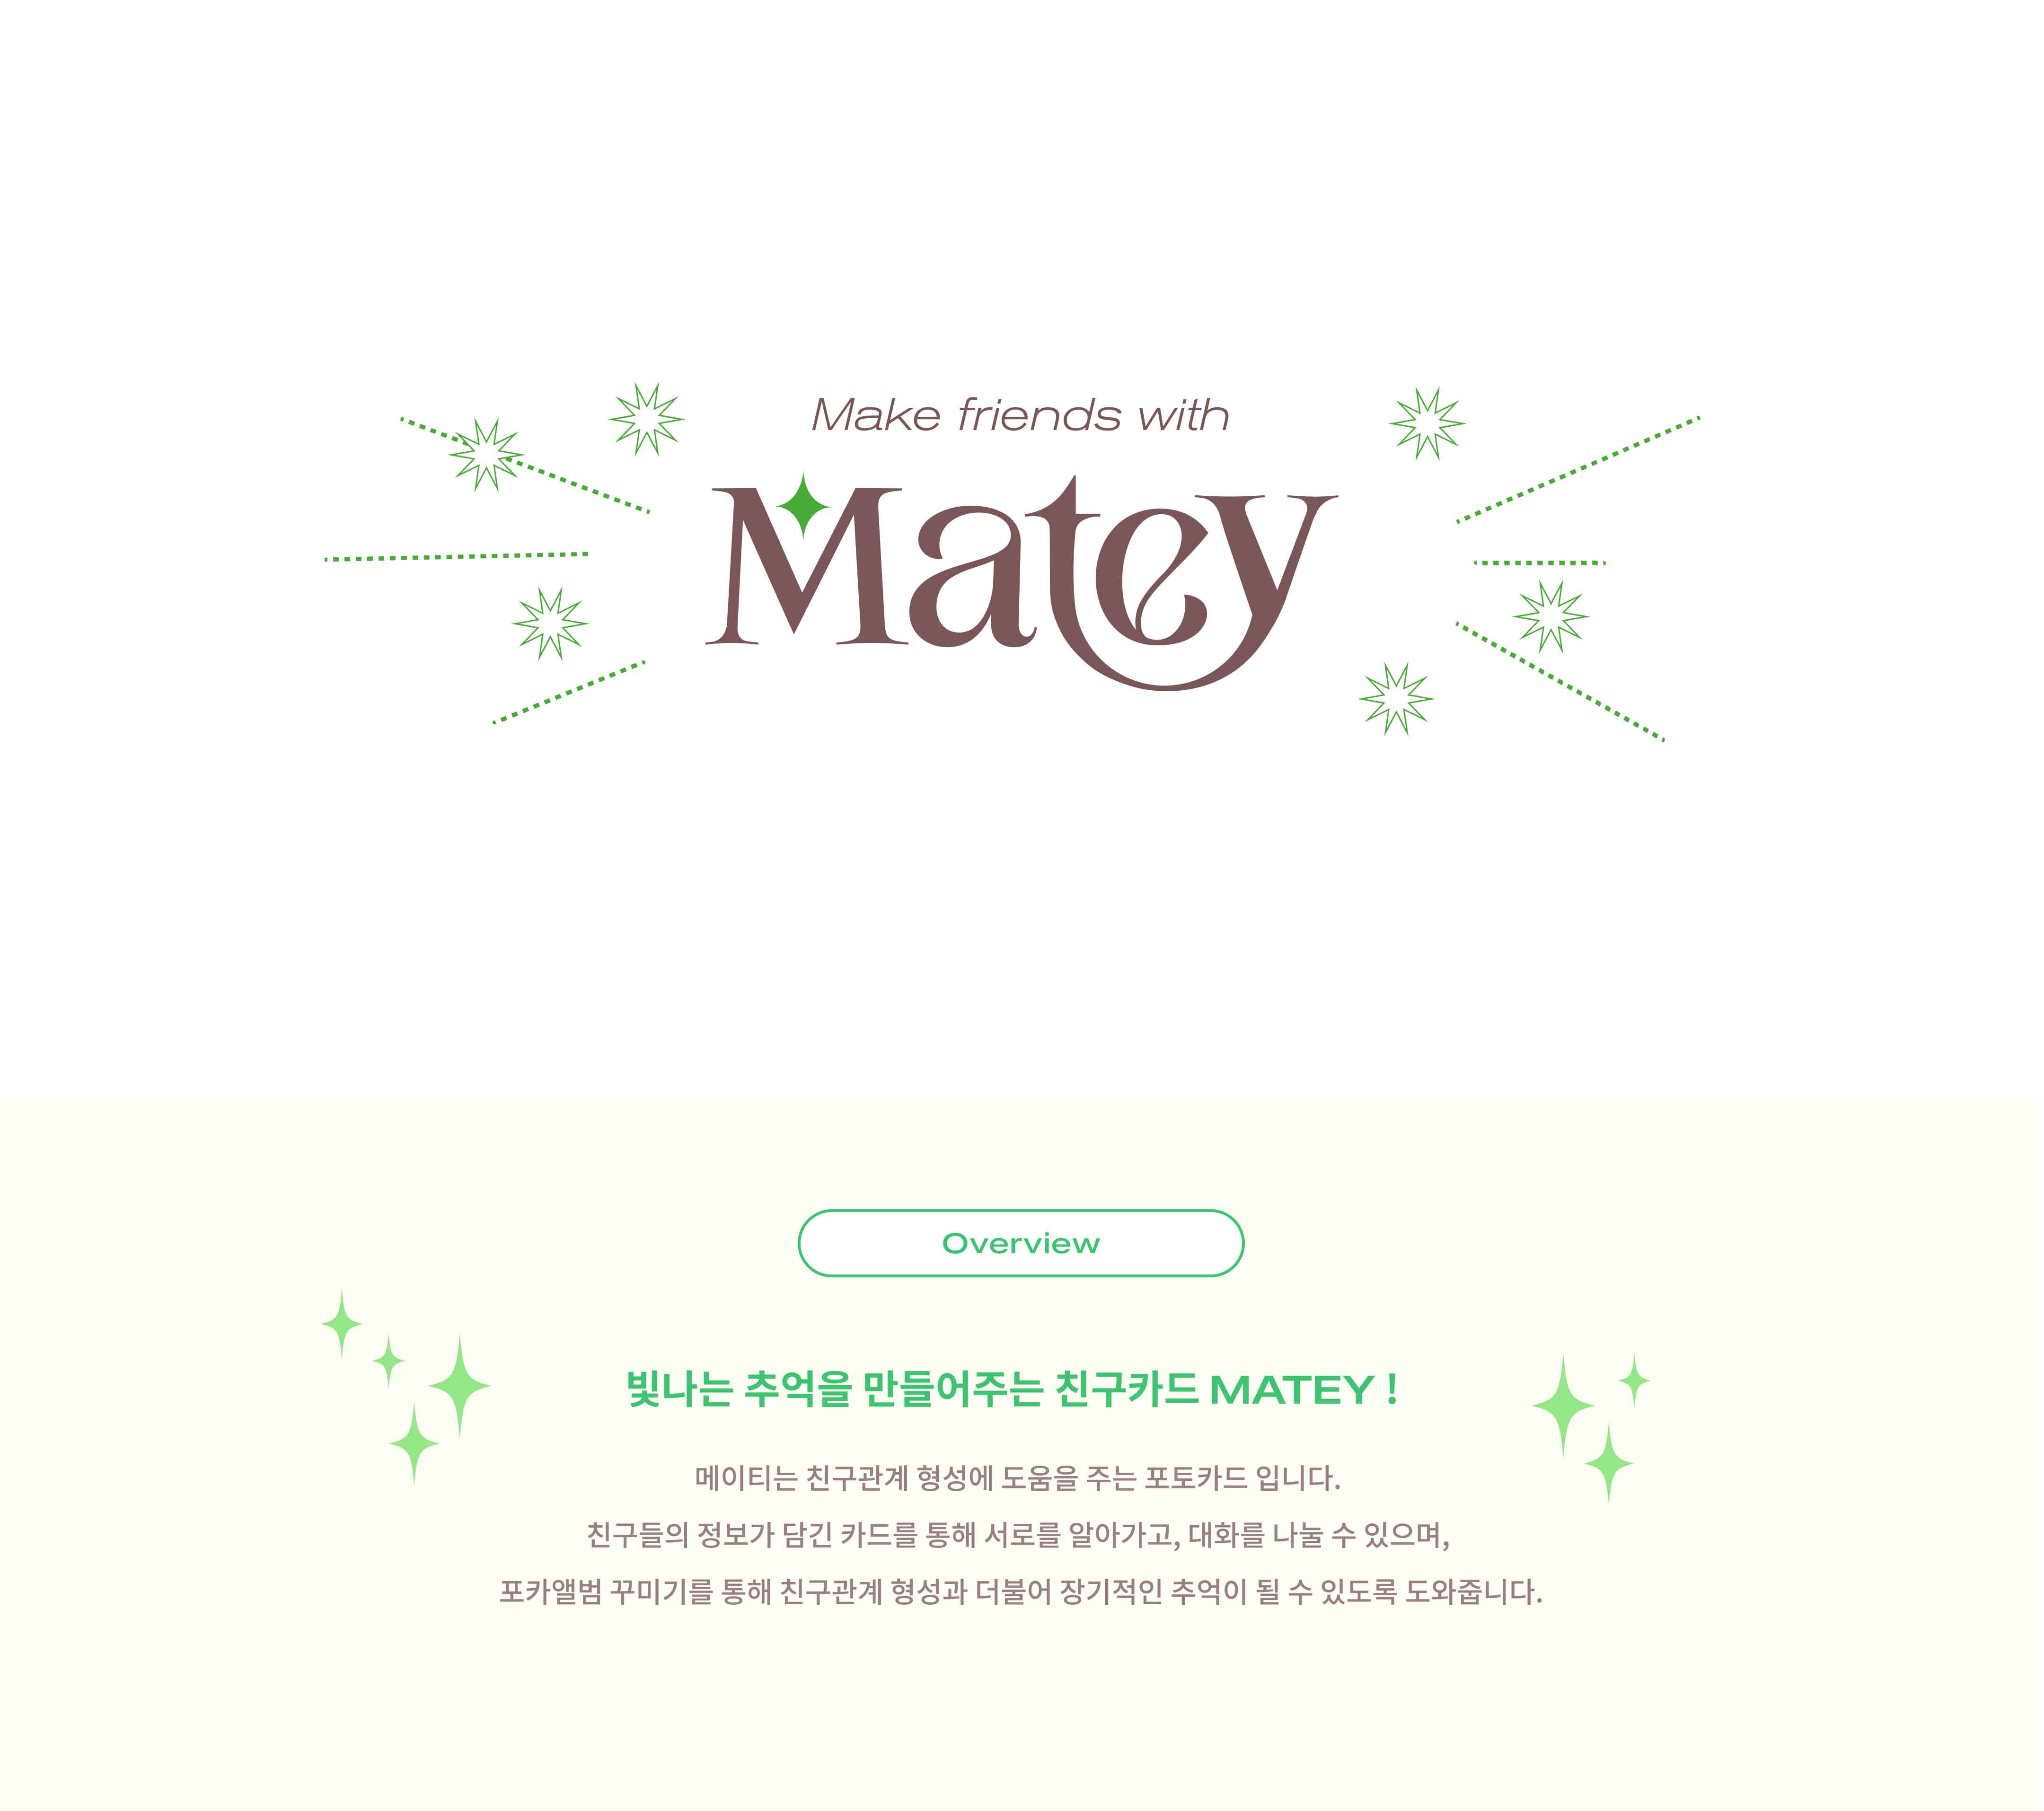 Make friends with
Matey
Overview
빛나는 추억을 만들어주는 친구카드 MATEY !
메이티는 친구관계 형성에 도움을 주는 포토카드 입니다.
친구들의 정보가 담긴 카드를 통해 서로를 알아가고, 대화를 나눌 수 있으며,
포카앨범 꾸미기를 통해 친구관계 형성과 더불어 장기적인 추억이 될 수 있도록 도와줍니다.